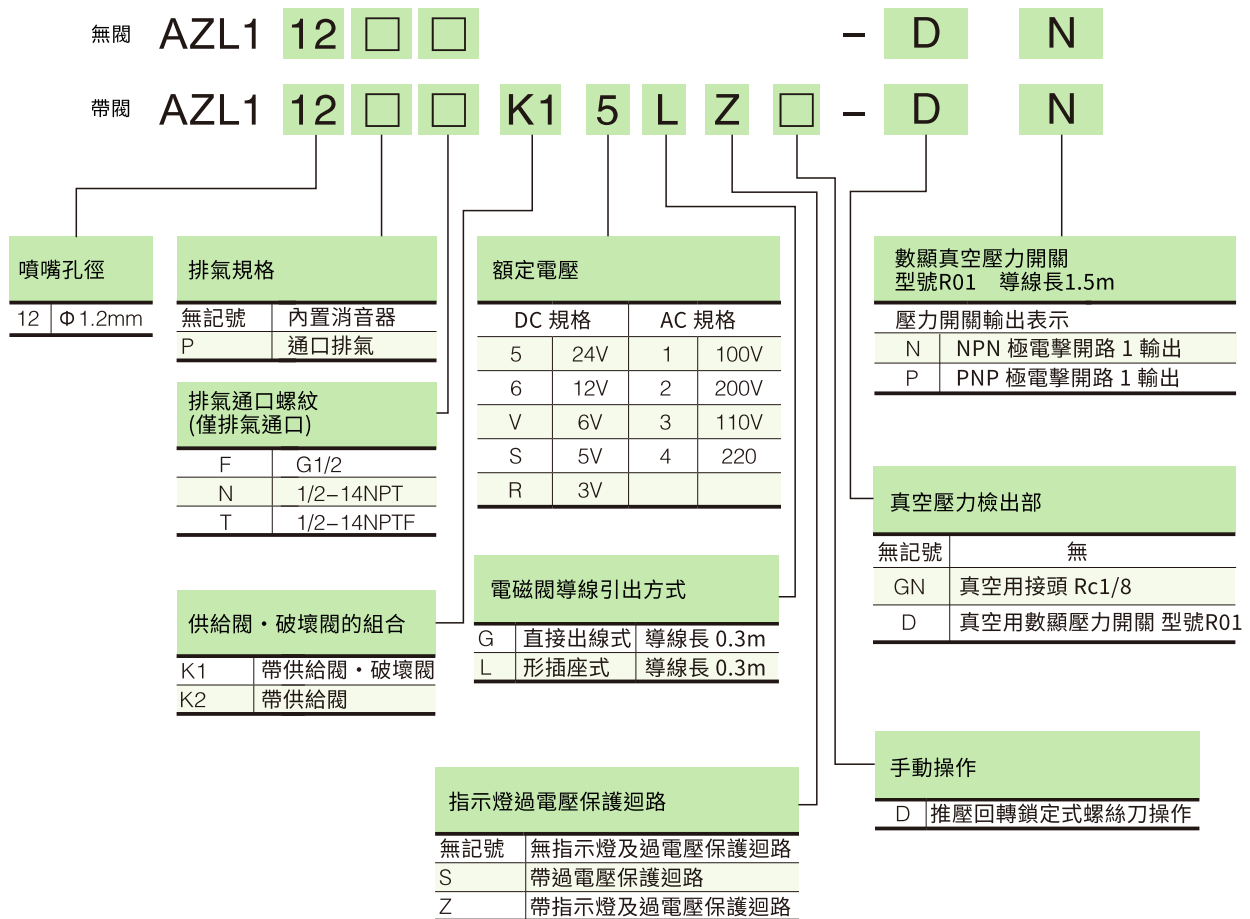 無閥 AZL1 12 □ □ - D N
帶閥 AZL1 12 □ □ K1 5 L Z □ - D N
噴嘴孔徑
12 Φ1.2mm
排氣規格
無記號 內置消音器
P 通口排氣
排氣通口螺紋
(僅排氣通口)
F G1/2
N 1/2-14NPT
T 1/2-14NPTF
供給閥・破壞閥的組合
K1 帶供給閥・破壞閥
K2 帶供給閥
額定電壓
DC 規格 AC 規格
5 24V 1 100V
6 12V 2 200V
V 6V 3 110V
S 5V 4 220
R 3V
電磁閥導線引出方式
G 直接出線式 導線長 0.3m
L 形插座式 導線長 0.3m
指示燈過電壓保護迴路
無記號 無指示燈及過電壓保護迴路
S 帶過電壓保護迴路
Z 帶指示燈及過電壓保護迴路
數顯真空壓力開關
型號R01 導線長1.5m
壓力開關輸出表示
N NPN 極電擊開路 1 輸出
P PNP 極電擊開路 1 輸出
真空壓力檢出部
無記號 無
GN 真空用接頭 Rc1/8
D 真空用數顯壓力開關 型號R01
手動操作
D 推壓回轉鎖定式螺絲刀操作